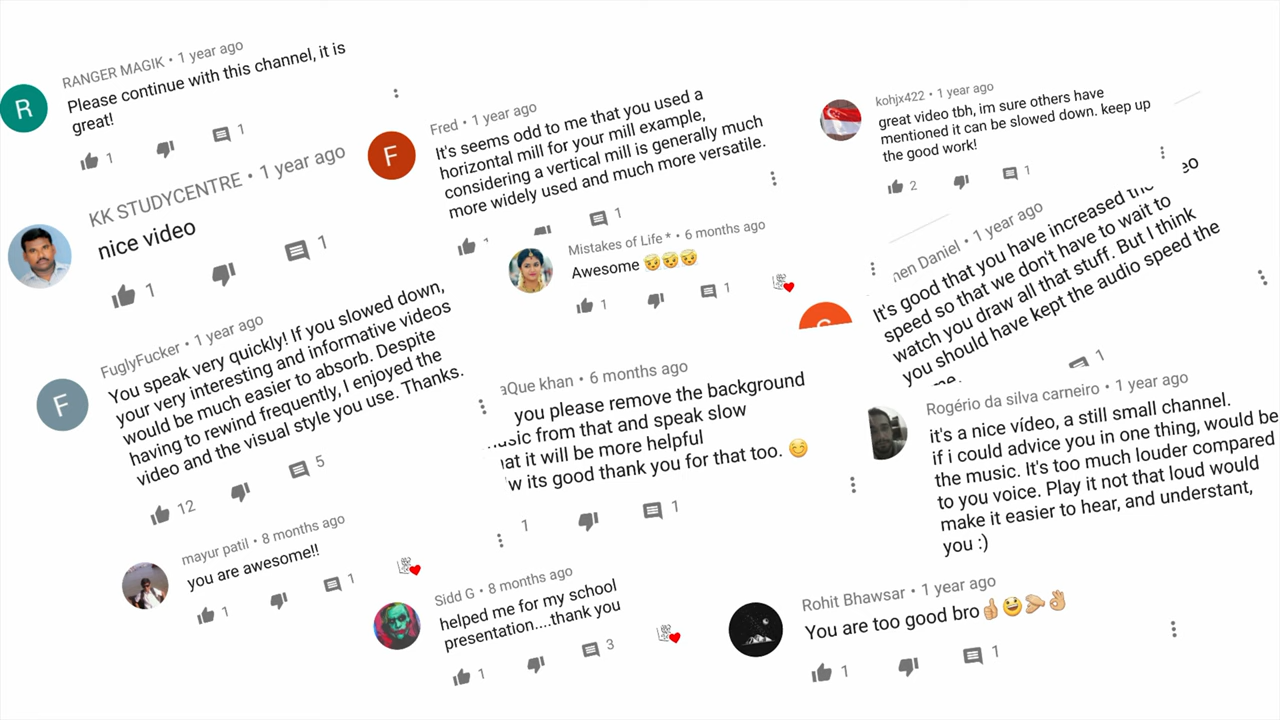 RANGER MAGIK • 1 year ago
Please continue with this channel, it is
great!
1
1
R
KK STUDYCENTRE • 1 year ago
nice video
1
1
FuglyFucker • 1 year ago
You speak very quickly! If you slowed down,
your very interesting and informative videos
would be much easier to absorb. Despite
having to rewind frequently, I enjoyed the
video and the visual style you use. Thanks.
12
5
F
mayur patil • 8 months ago
you are awesome!!
1
1
Fred • 1 year ago
It's seems odd to me that you used a
horizontal mill for your mill example,
considering a vertical mill is generally much
more widely used and much more versatile.
1
F
Mistakes of Life * • 6 months ago
Awesome 😇😇😇
1
1
aQue khan • 6 months ago
you please remove the background
from that and speak slow
it will be more helpful
its good thank you for that too. 😊
1
1
Sidd G • 8 months ago
helped me for my school
presentation....thank you
1
3
kohjx422 • 1 year ago
great video tbh, im sure others have
mentioned it can be slowed down. keep up
the good work!
2
1
Daniel • 1 year ago
It's good that you have increased the
speed so that we don't have to wait to
watch you draw all that stuff. But I think
you should have kept the audio speed the
1
Rogério da silva carneiro • 1 year ago
it's a nice vídeo, a still small channel.
if i could advice you in one thing, would be
the music. It's too much louder compared
to you voice. Play it not that loud would
make it easier to hear, and understant,
you :)
Rohit Bhawsar • 1 year ago
You are too good bro👍😃🫴👌
1
1